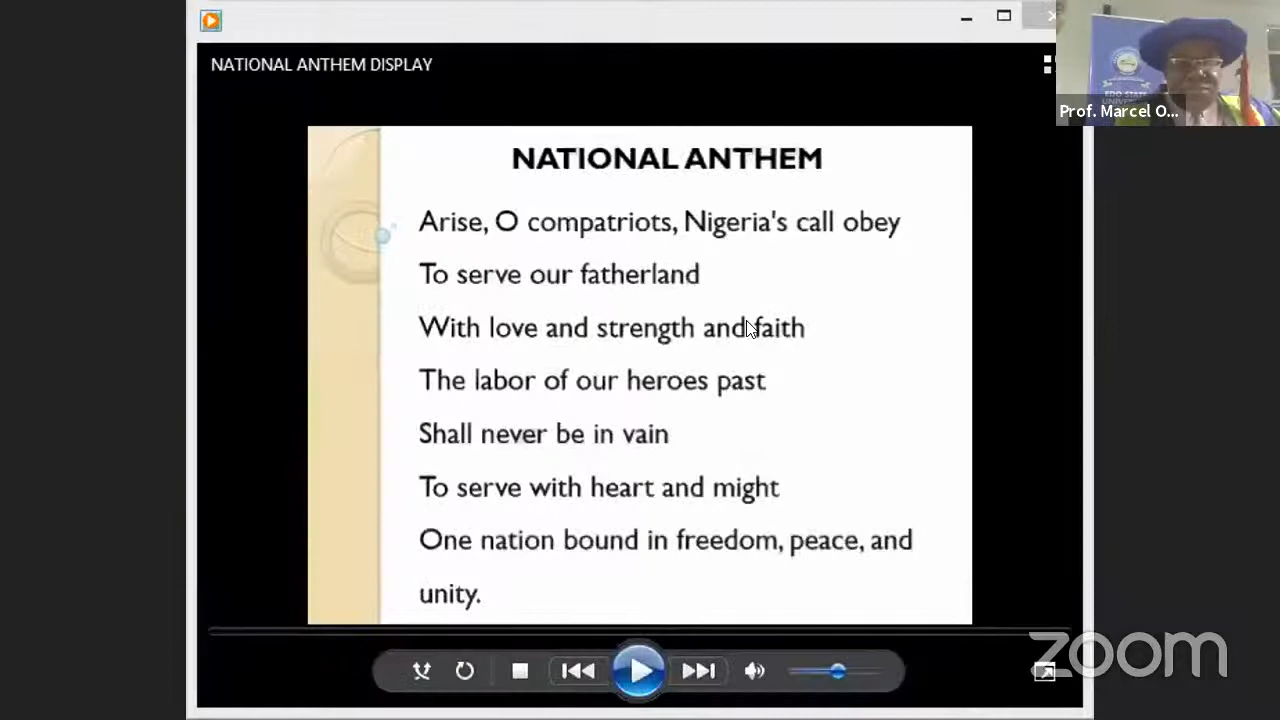 NATIONAL ANTHEM DISPLAY
Prof. Marcel O...
EDO STATE
NATIONAL ANTHEM
Arise, O compatriots, Nigeria's call obey
To serve our fatherland
With love and strength and faith
The labor of our heroes past
Shall never be in vain
To serve with heart and might
One nation bound in freedom, peace, and
unity.
zoom